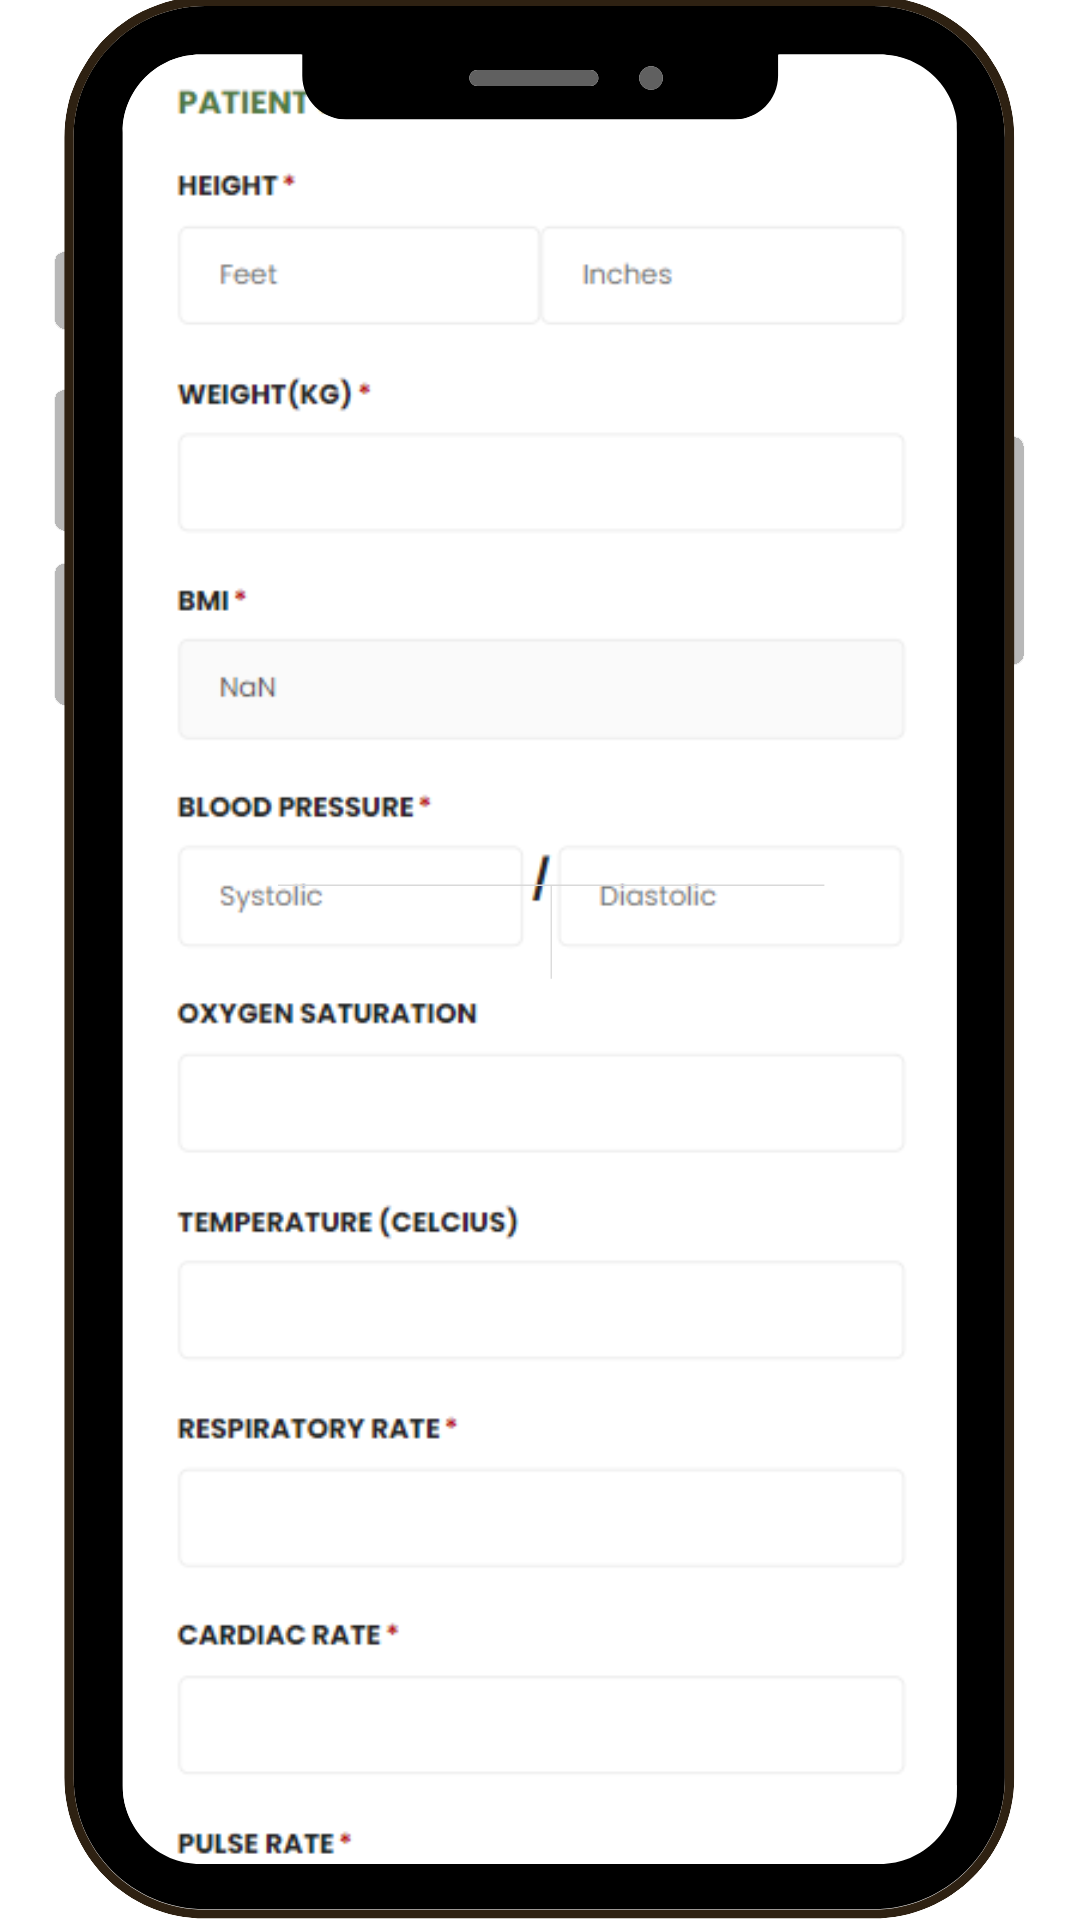 PATIENT
HEIGHT *
Feet Inches
WEIGHT(KG) *
BMI *
NaN
BLOOD PRESSURE *
Systolic / Diastolic
OXYGEN SATURATION
TEMPERATURE (CELCIUS)
RESPIRATORY RATE *
CARDIAC RATE *
PULSE RATE *